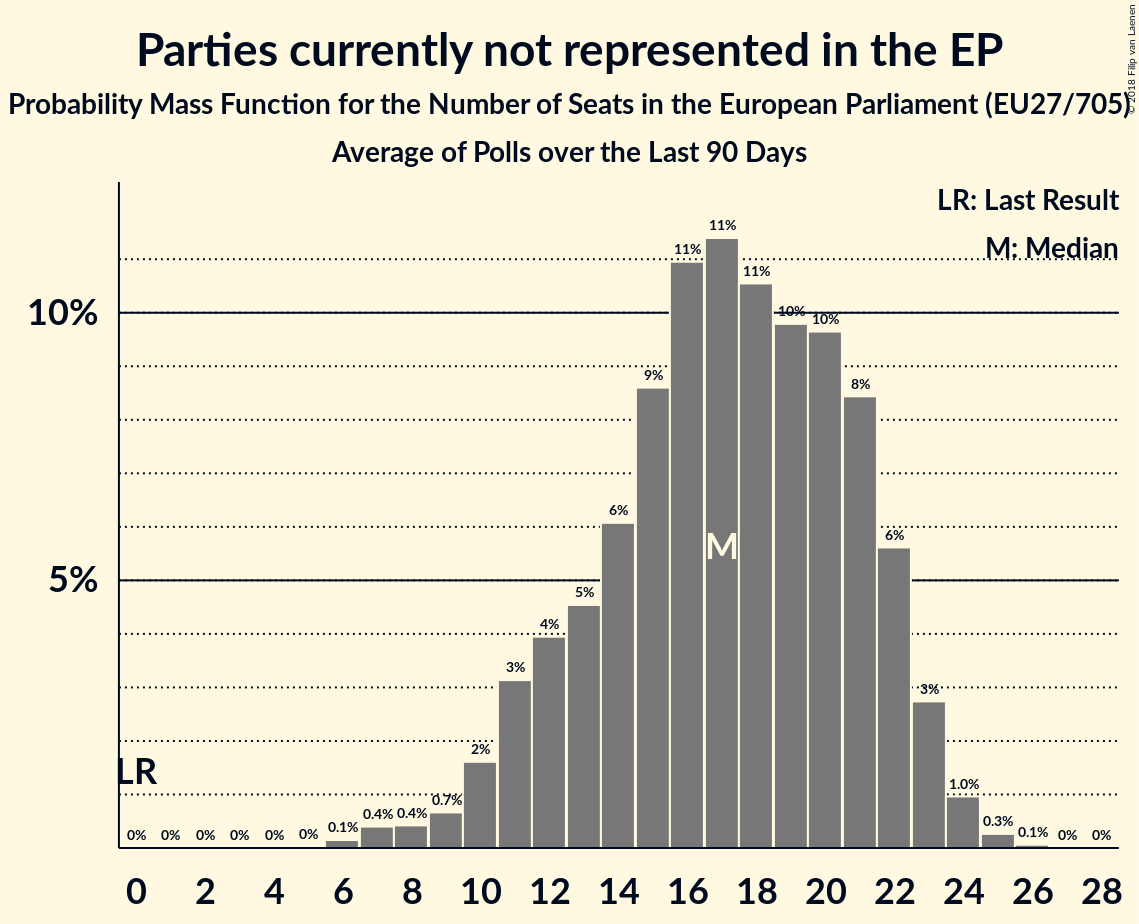 Parties currently not represented in the EP
Probability Mass Function for the Number of Seats in the European Parliament (EU27/705)
Average of Polls over the Last 90 Days
© 2018 Filip van Laenen
LR: Last Result
M: Median
10%
5%
LR
M
0% 0% 0% 0% 0% 0% 0.1% 0.4% 0.4% 0.7% 2% 3% 4% 5% 6% 9% 11% 11% 11% 10% 10% 8% 6% 3% 1.0% 0.3% 0.1% 0% 0%
0 2 4 6 8 10 12 14 16 18 20 22 24 26 28